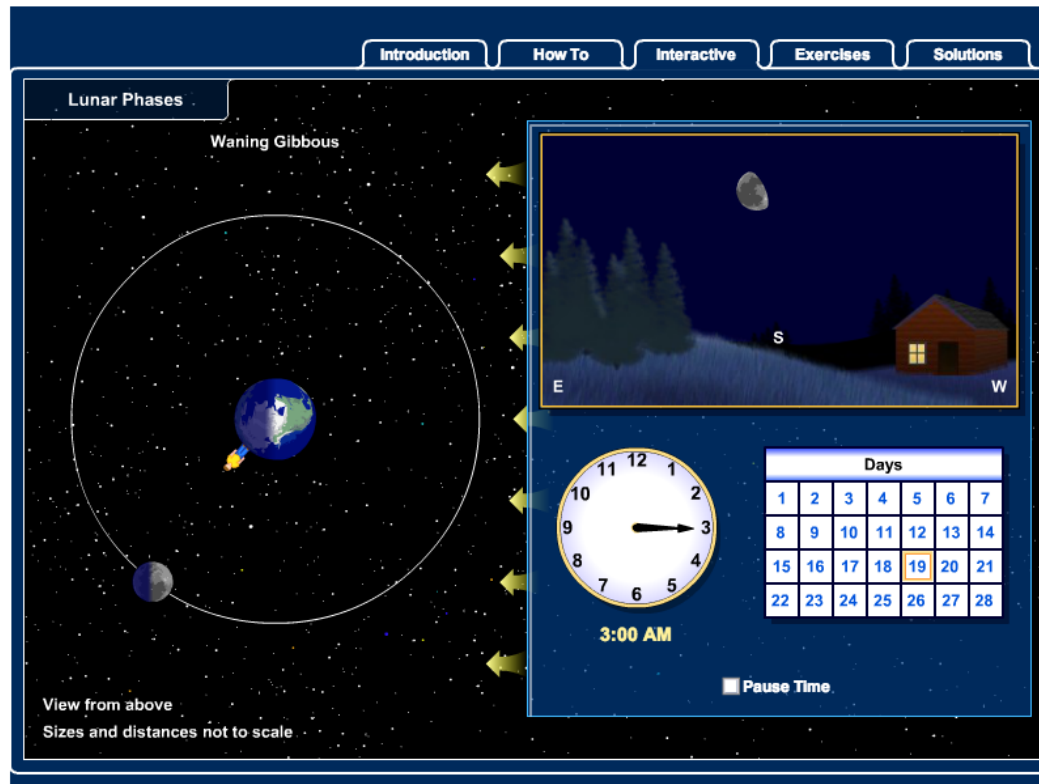 Introduction How To Interactive Exercises Solutions
Lunar Phases
Waning Gibbous
S
E W
12
11 1
10 2
9 3
8 4
7 5
6
3:00 AM
Days
1 2 3 4 5 6 7
8 9 10 11 12 13 14
15 16 17 18 19 20 21
22 23 24 25 26 27 28
Pause Time
View from above
Sizes and distances not to scale